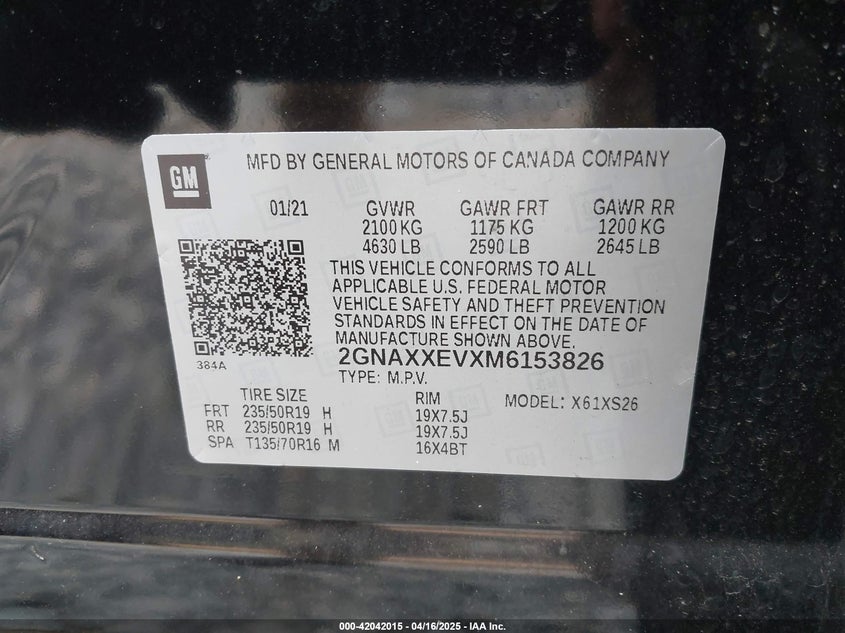 GM
MFD BY GENERAL MOTORS OF CANADA COMPANY
01/21 GVWR GAWR FRT GAWR RR
2100 KG 1175 KG 1200 KG
4630 LB 2590 LB 2645 LB
THIS VEHICLE CONFORMS TO ALL
APPLICABLE U.S. FEDERAL MOTOR
VEHICLE SAFETY AND THEFT PREVENTION
STANDARDS IN EFFECT ON THE DATE OF
MANUFACTURE SHOWN ABOVE.
384A
2GNAXXEVXM6153826
TYPE: M.P.V.
TIRE SIZE RIM MODEL: X61XS26
FRT 235/50R19 H 19X7.5J
RR 235/50R19 H 19X7.5J
SPA T135/70R16 M 16X4BT
000-42042015 - 04/16/2025 - IAA Inc.